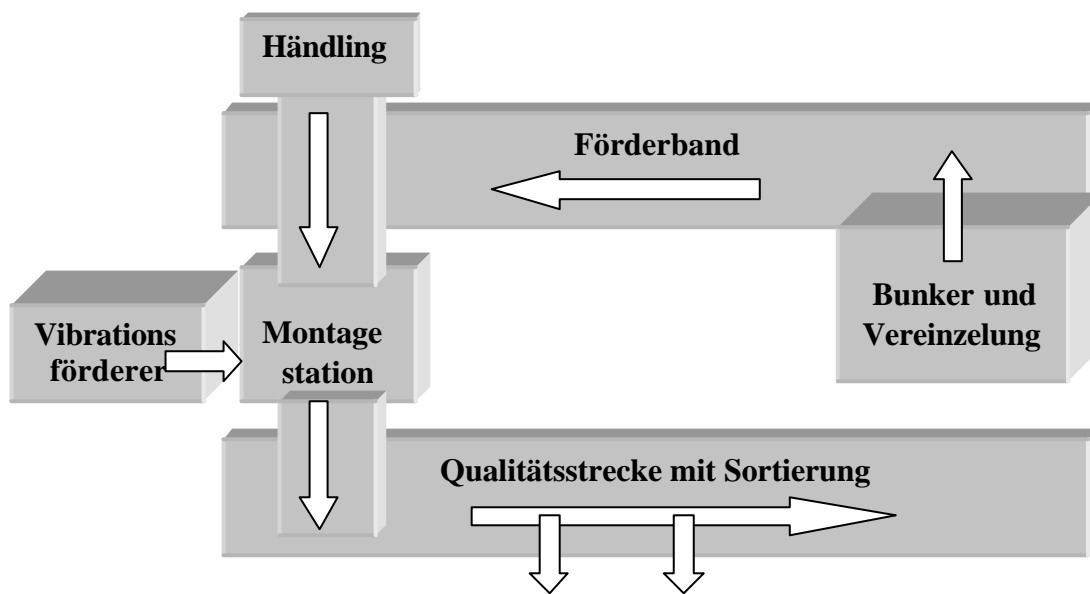 Händling
Förderband
Bunker und
Vereinzelung
Vibrations
förderer
Montage
station
Qualitätsstrecke mit Sortierung